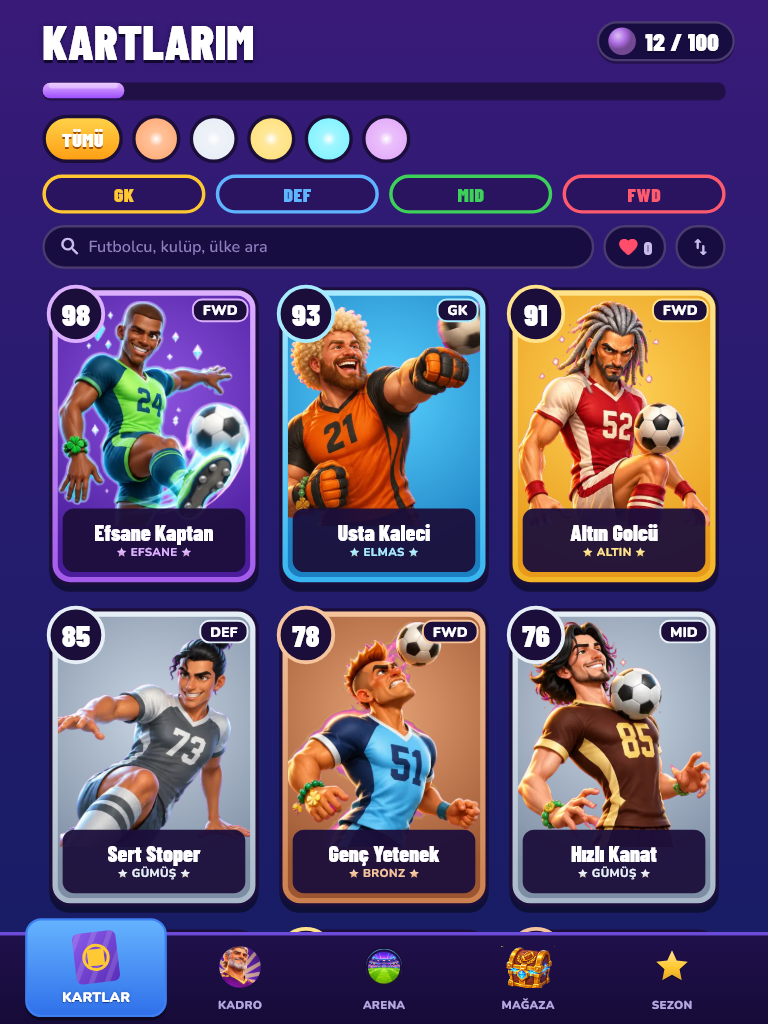 KARTLARIM
12 / 100
TÜMÜ
GK
DEF
MID
FWD
Futbolcu, kulüp, ülke ara
0
98
FWD
24
Efsane Kaptan
★ EFSANE ★
93
GK
21
Usta Kaleci
★ ELMAS ★
91
FWD
52
Altın Golcü
★ ALTIN ★
85
DEF
73
Sert Stoper
★ GÜMÜŞ ★
78
FWD
51
Genç Yetenek
★ BRONZ ★
76
MID
85
Hızlı Kanat
★ GÜMÜŞ ★
KARTLAR
KADRO
ARENA
MAĞAZA
SEZON